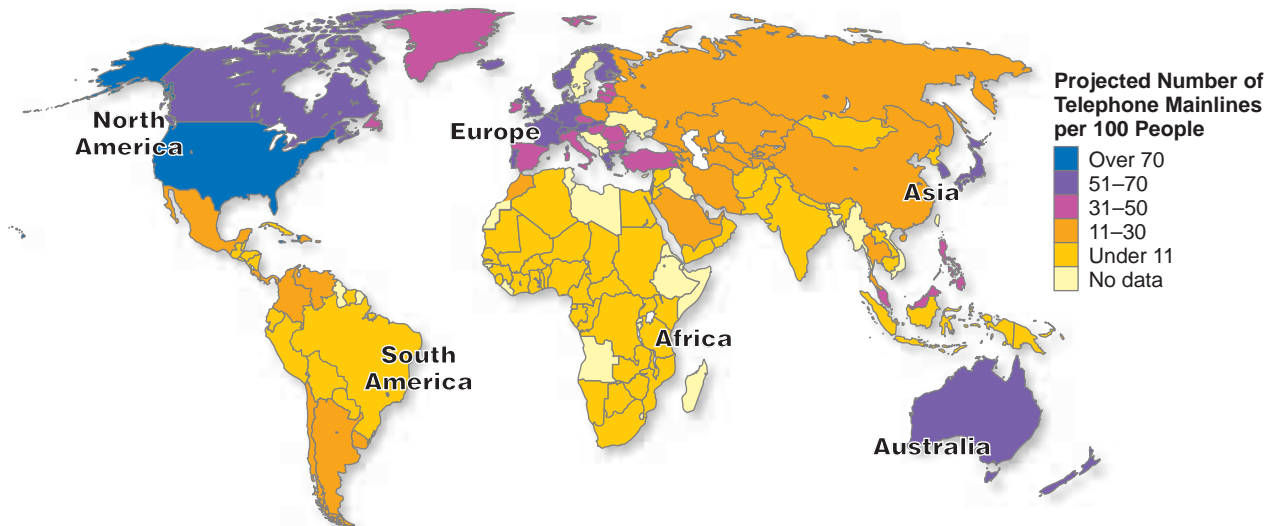 North
America
Europe
Asia
Africa
South
America
Australia
Projected Number of
Telephone Mainlines
per 100 People
Over 70
51–70
31–50
11–30
Under 11
No data